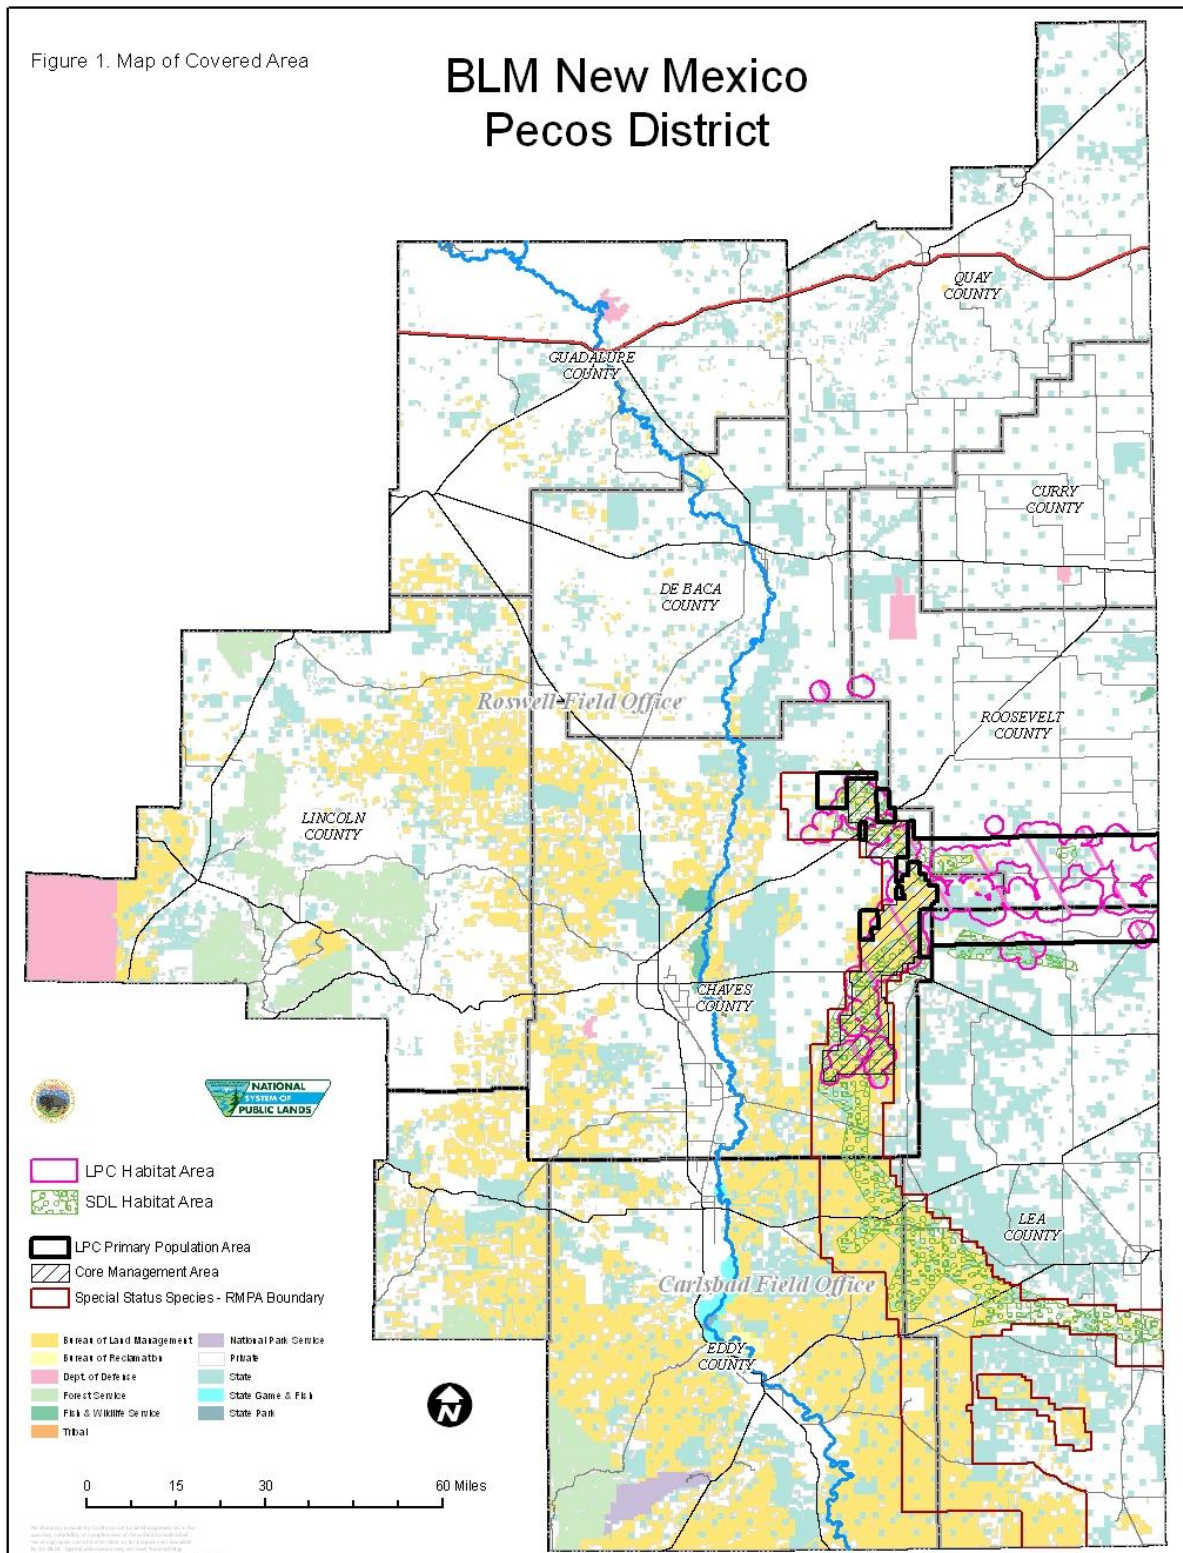 Figure 1. Map of Covered Area
BLM New Mexico
Pecos District
QUAY
COUNTY
GUADALURE
COUNTY
CURRY
COUNTY
DE BACA
COUNTY
Roswell Field Office
ROOSEVELT
COUNTY
LINCOLN
COUNTY
CHAVES
COUNTY
NATIONAL
SYSTEM OF
PUBLIC LANDS
LPC Habitat Area
SDL Habitat Area
LEA
COUNTY
LPC Primary Population Area
Core Management Area
Special Status Species - RMPA Boundary
Carlsbad Field Office
EDDY
COUNTY
Bureau of Land Management
National Park Service
Bureau of Reclamation
Private
Dept. of Defense
State
Forest Service
State Game & Fish
Fish & Wildlife Service
State Park
Tribal
N
0 15 30 60 Miles